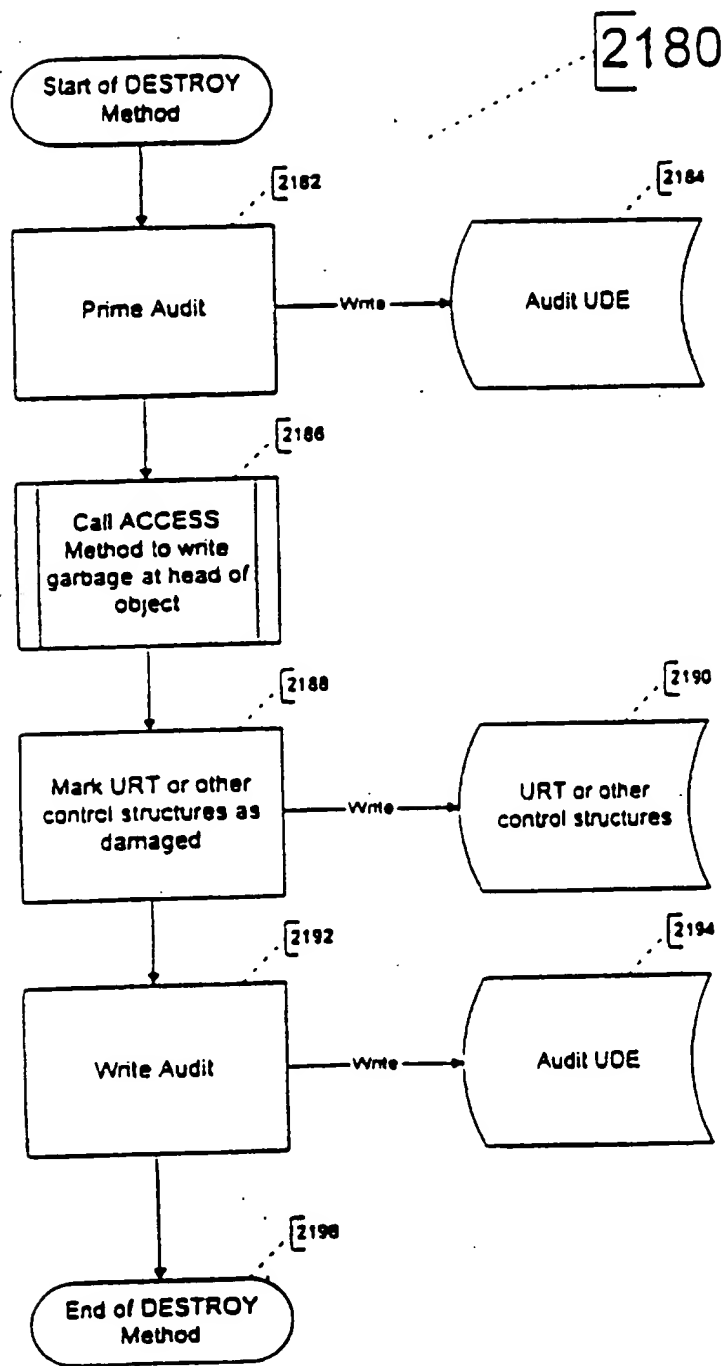 2180
Start of DESTROY
Method
2182
2184
Prime Audit
Write
Audit UDE
2186
Call ACCESS
Method to write
garbage at head of
object
2188
2190
Mark URT or other
control structures as
damaged
Write
URT or other
control structures
2192
2194
Write Audit
Write
Audit UDE
2196
End of DESTROY
Method